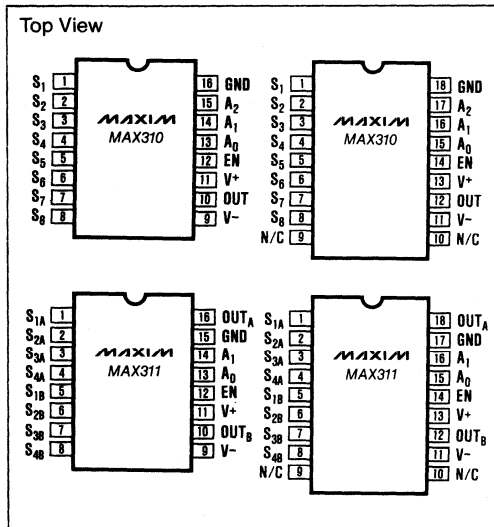 Top View
S1 1 16 GND
S2 2 15 A2
S3 3 14 A1
S4 4 13 A0
S5 5 12 EN
S6 6 11 V+
S7 7 10 OUT
S8 8 9 V-
MAXIM
MAX310
S1 1 18 GND
S2 2 17 A2
S3 3 16 A1
S4 4 15 A0
S5 5 14 EN
S6 6 13 V+
S7 7 12 OUT
S8 8 11 V-
N/C 9 10 N/C
MAXIM
MAX310
S1A 1 16 OUTA
S2A 2 15 GND
S3A 3 14 A1
S4A 4 13 A0
S1B 5 12 EN
S2B 6 11 V+
S3B 7 10 OUTB
S4B 8 9 V-
MAXIM
MAX311
S1A 1 18 OUTA
S2A 2 17 GND
S3A 3 16 A1
S4A 4 15 A0
S1B 5 14 EN
S2B 6 13 V+
S3B 7 12 OUTB
S4B 8 11 V-
N/C 9 10 N/C
MAXIM
MAX311